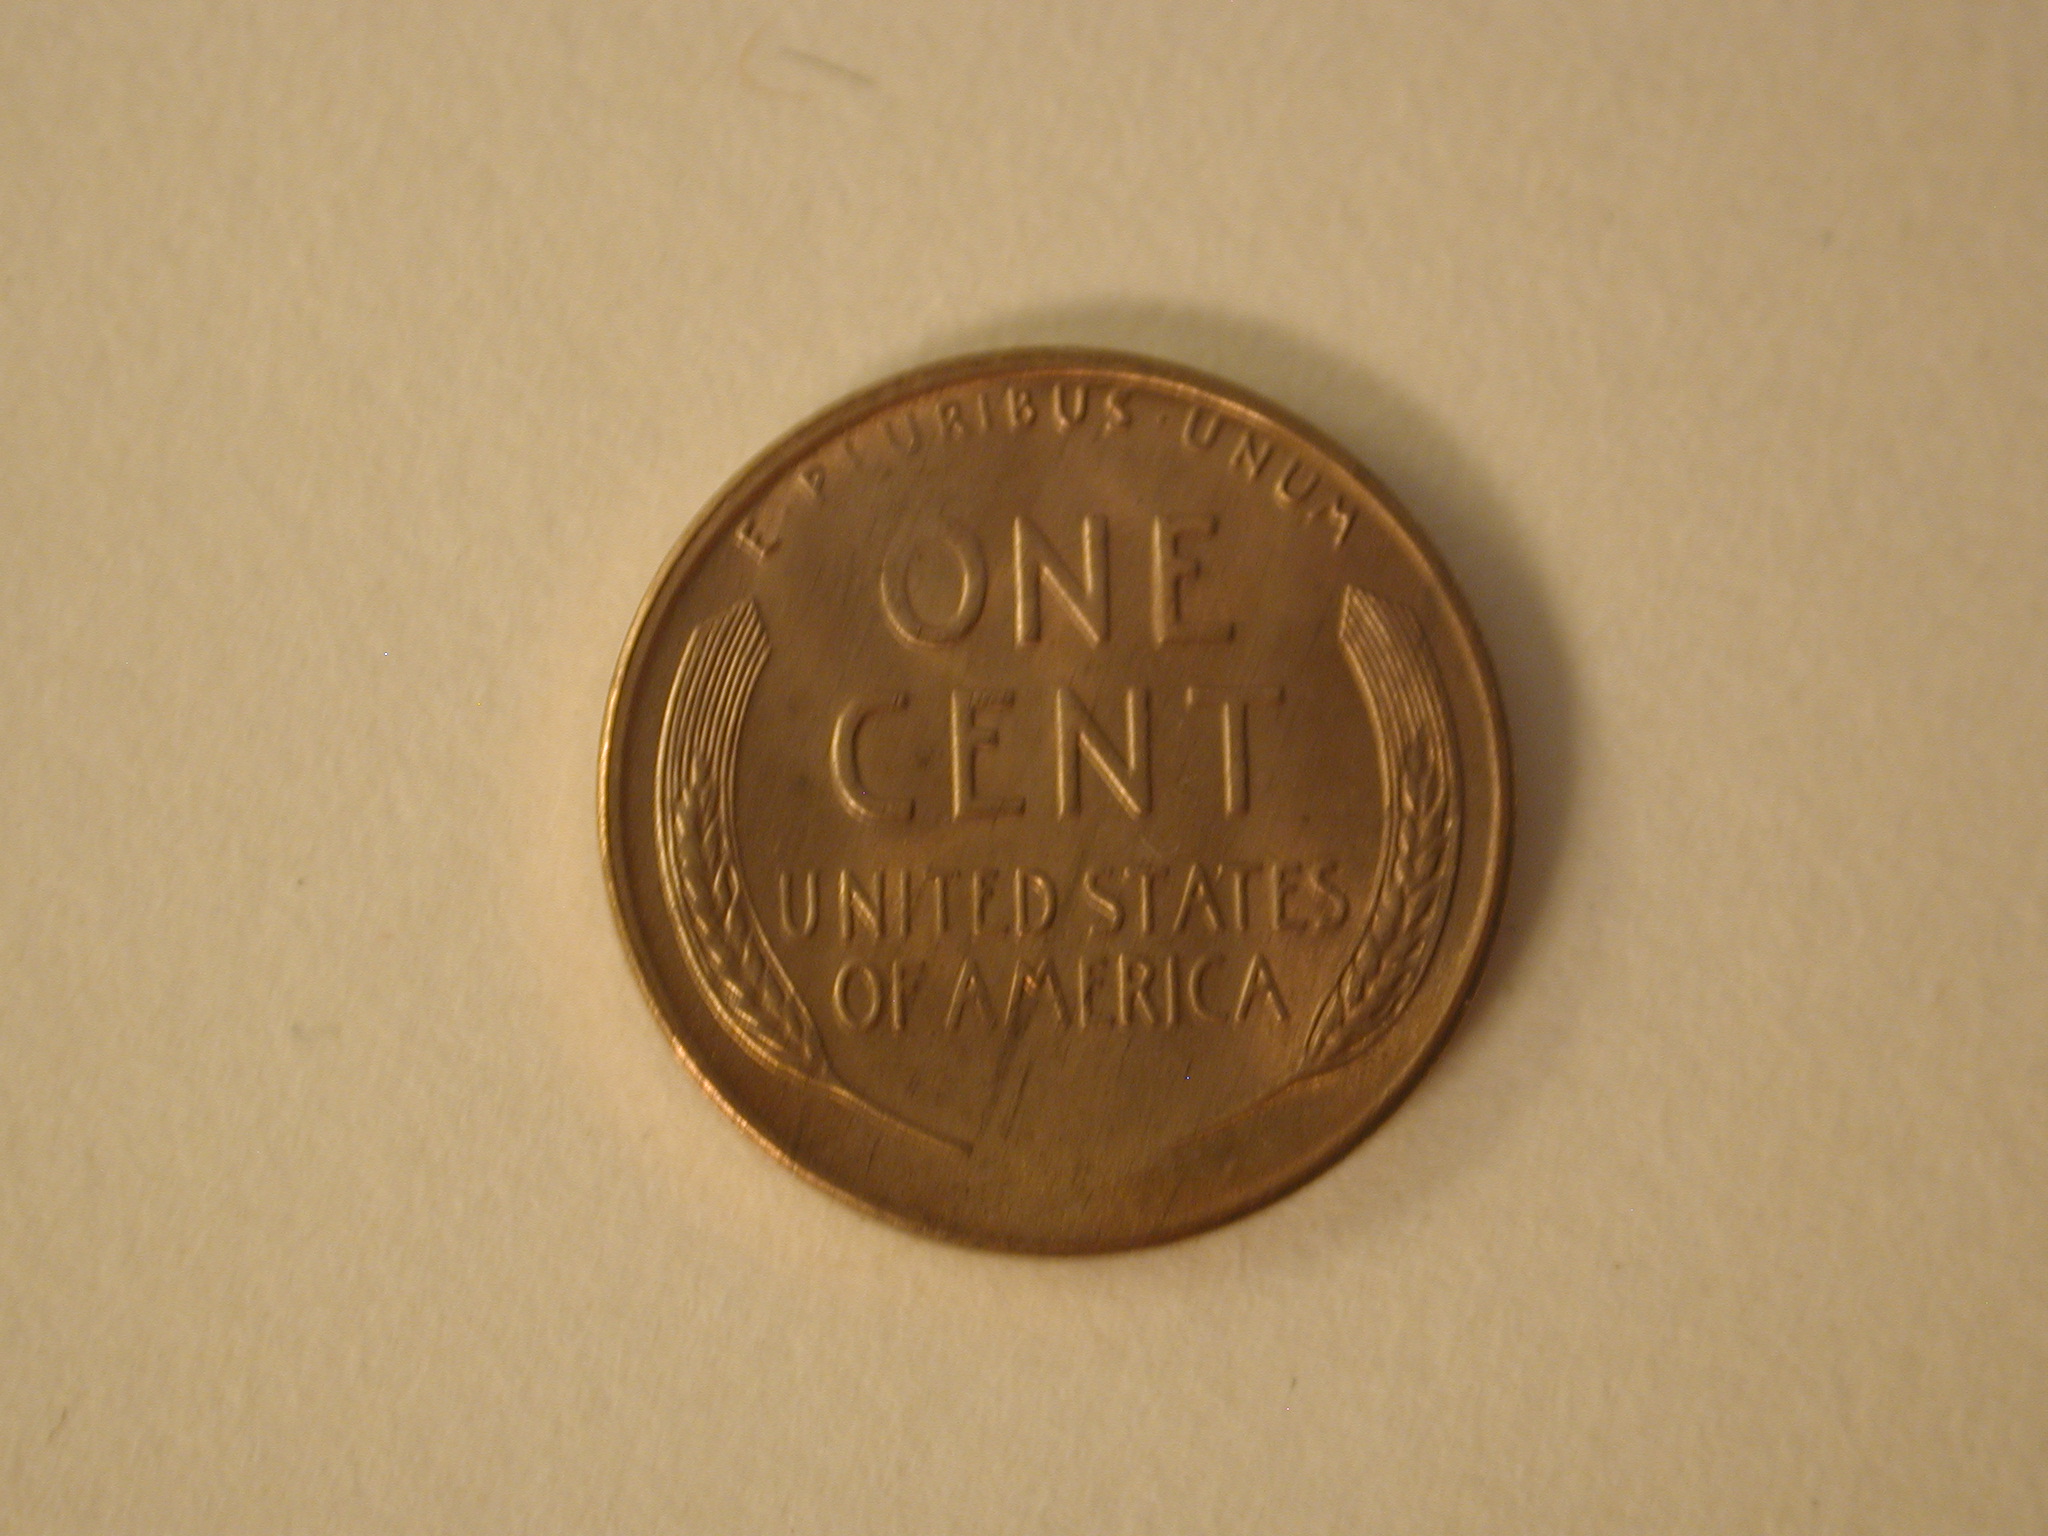 E · PLURIBUS · UNUM
ONE
CENT
UNITED STATES
OF AMERICA